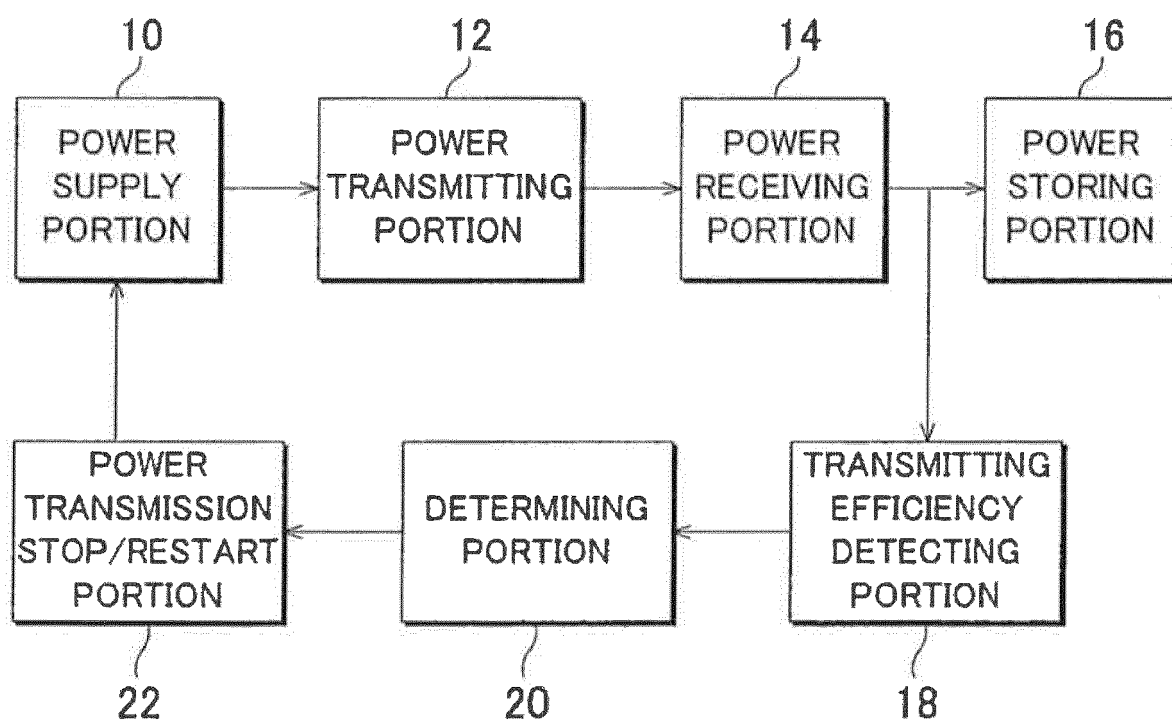 10
12
14
16
POWER
SUPPLY
PORTION
POWER
TRANSMITTING
PORTION
POWER
RECEIVING
PORTION
POWER
STORING
PORTION
POWER
TRANSMISSION
STOP/RESTART
PORTION
DETERMINING
PORTION
TRANSMITTING
EFFICIENCY
DETECTING
PORTION
22
20
18